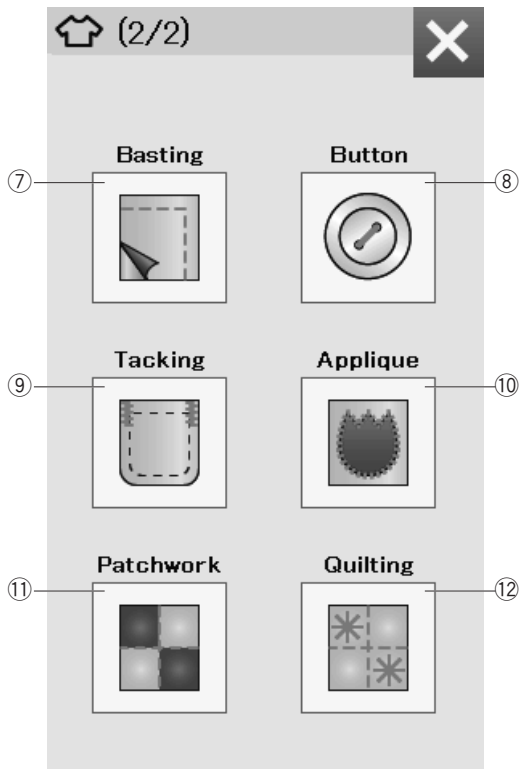 (2/2)
Basting Button
⑦ ⑧
Tacking Applique
⑨ ⑩
Patchwork Quilting
⑪ ⑫